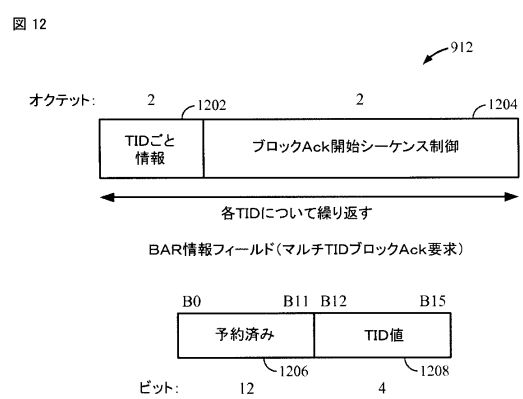 図 12
912
オクテット: 2 2
1202 1204
TIDごと
情報
ブロックAck開始シーケンス制御
各TIDについて繰り返す
BAR情報フィールド(マルチTIDブロックAck要求)
B0 B11 B12 B15
予約済み TID値
1206 1208
ビット: 12 4